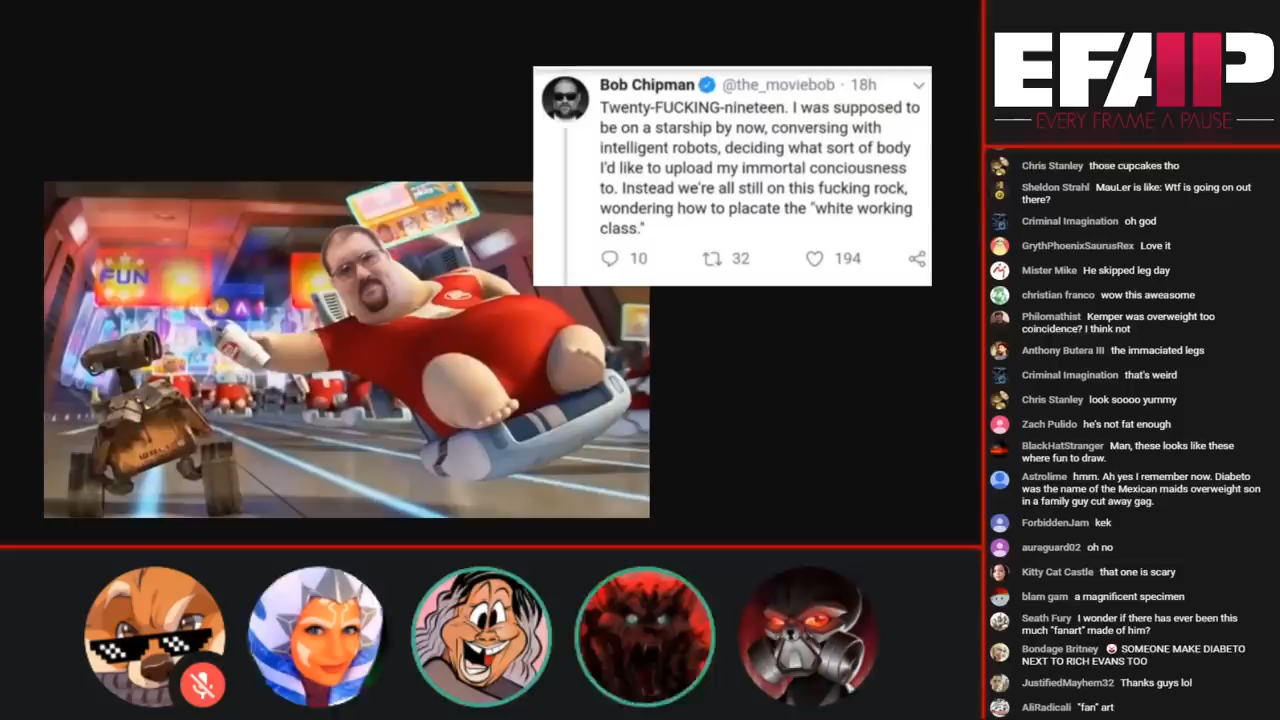 Bob Chipman @the_moviebob · 18h
Twenty-FUCKING-nineteen. I was supposed to
be on a starship by now, conversing with
intelligent robots, deciding what sort of body
I'd like to upload my immortal conciousness
to. Instead we're all still on this fucking rock,
wondering how to placate the "white working
class."
10 32 194
FUN
EFAP
EVERY FRAME A PAUSE
Chris Stanley those cupcakes tho
Sheldon Strahl MauLer is like: Wtf is going on out
there?
Criminal Imagination oh god
GrythPhoenixSaurusRex Love it
Mister Mike He skipped leg day
christian franco wow this aweasome
Philomathist Kemper was overweight too
coincidence? I think not
Anthony Butera III the immaciated legs
Criminal Imagination that's weird
Chris Stanley look soooo yummy
Zach Pulido he's not fat enough
BlackHatStranger Man, these looks like these
where fun to draw.
Astrolime hmm. Ah yes I remember now. Diabeto
was the name of the Mexican maids overweight son
in a family guy cut away gag.
ForbiddenJam kek
auraguard02 oh no
Kitty Cat Castle that one is scary
blam gam a magnificent specimen
Seath Fury I wonder if there has ever been this
much "fanart" made of him?
Bondage Britney SOMEONE MAKE DIABETO
NEXT TO RICH EVANS TOO
JustifiedMayhem32 Thanks guys lol
AliRadicali "fan" art